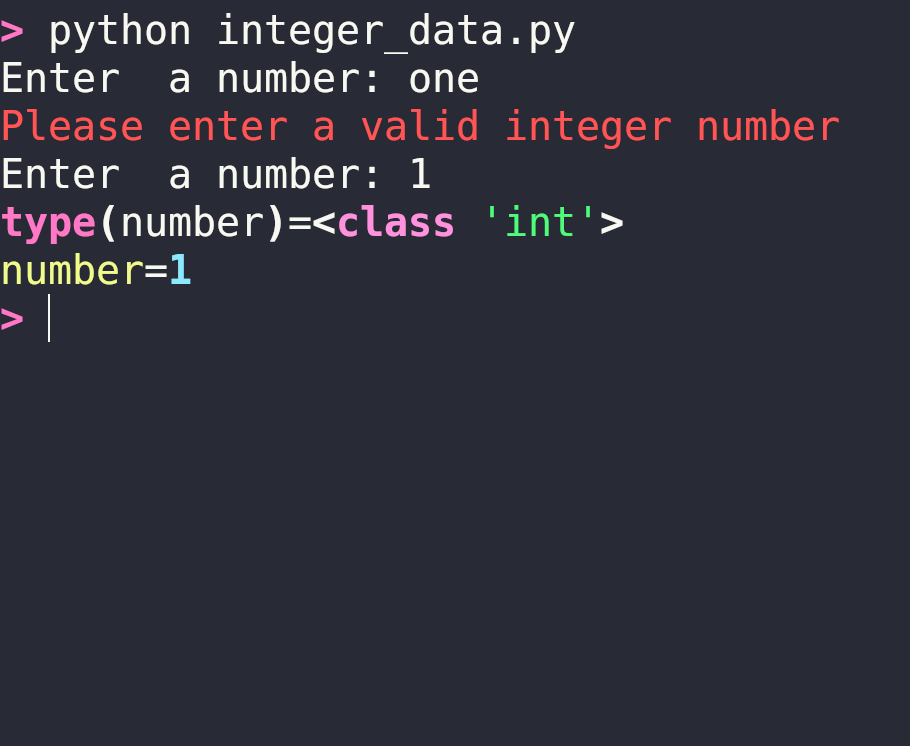 > python integer_data.py
Enter  a number: one
Please enter a valid integer number
Enter  a number: 1
type(number)=<class 'int'>
number=1
>